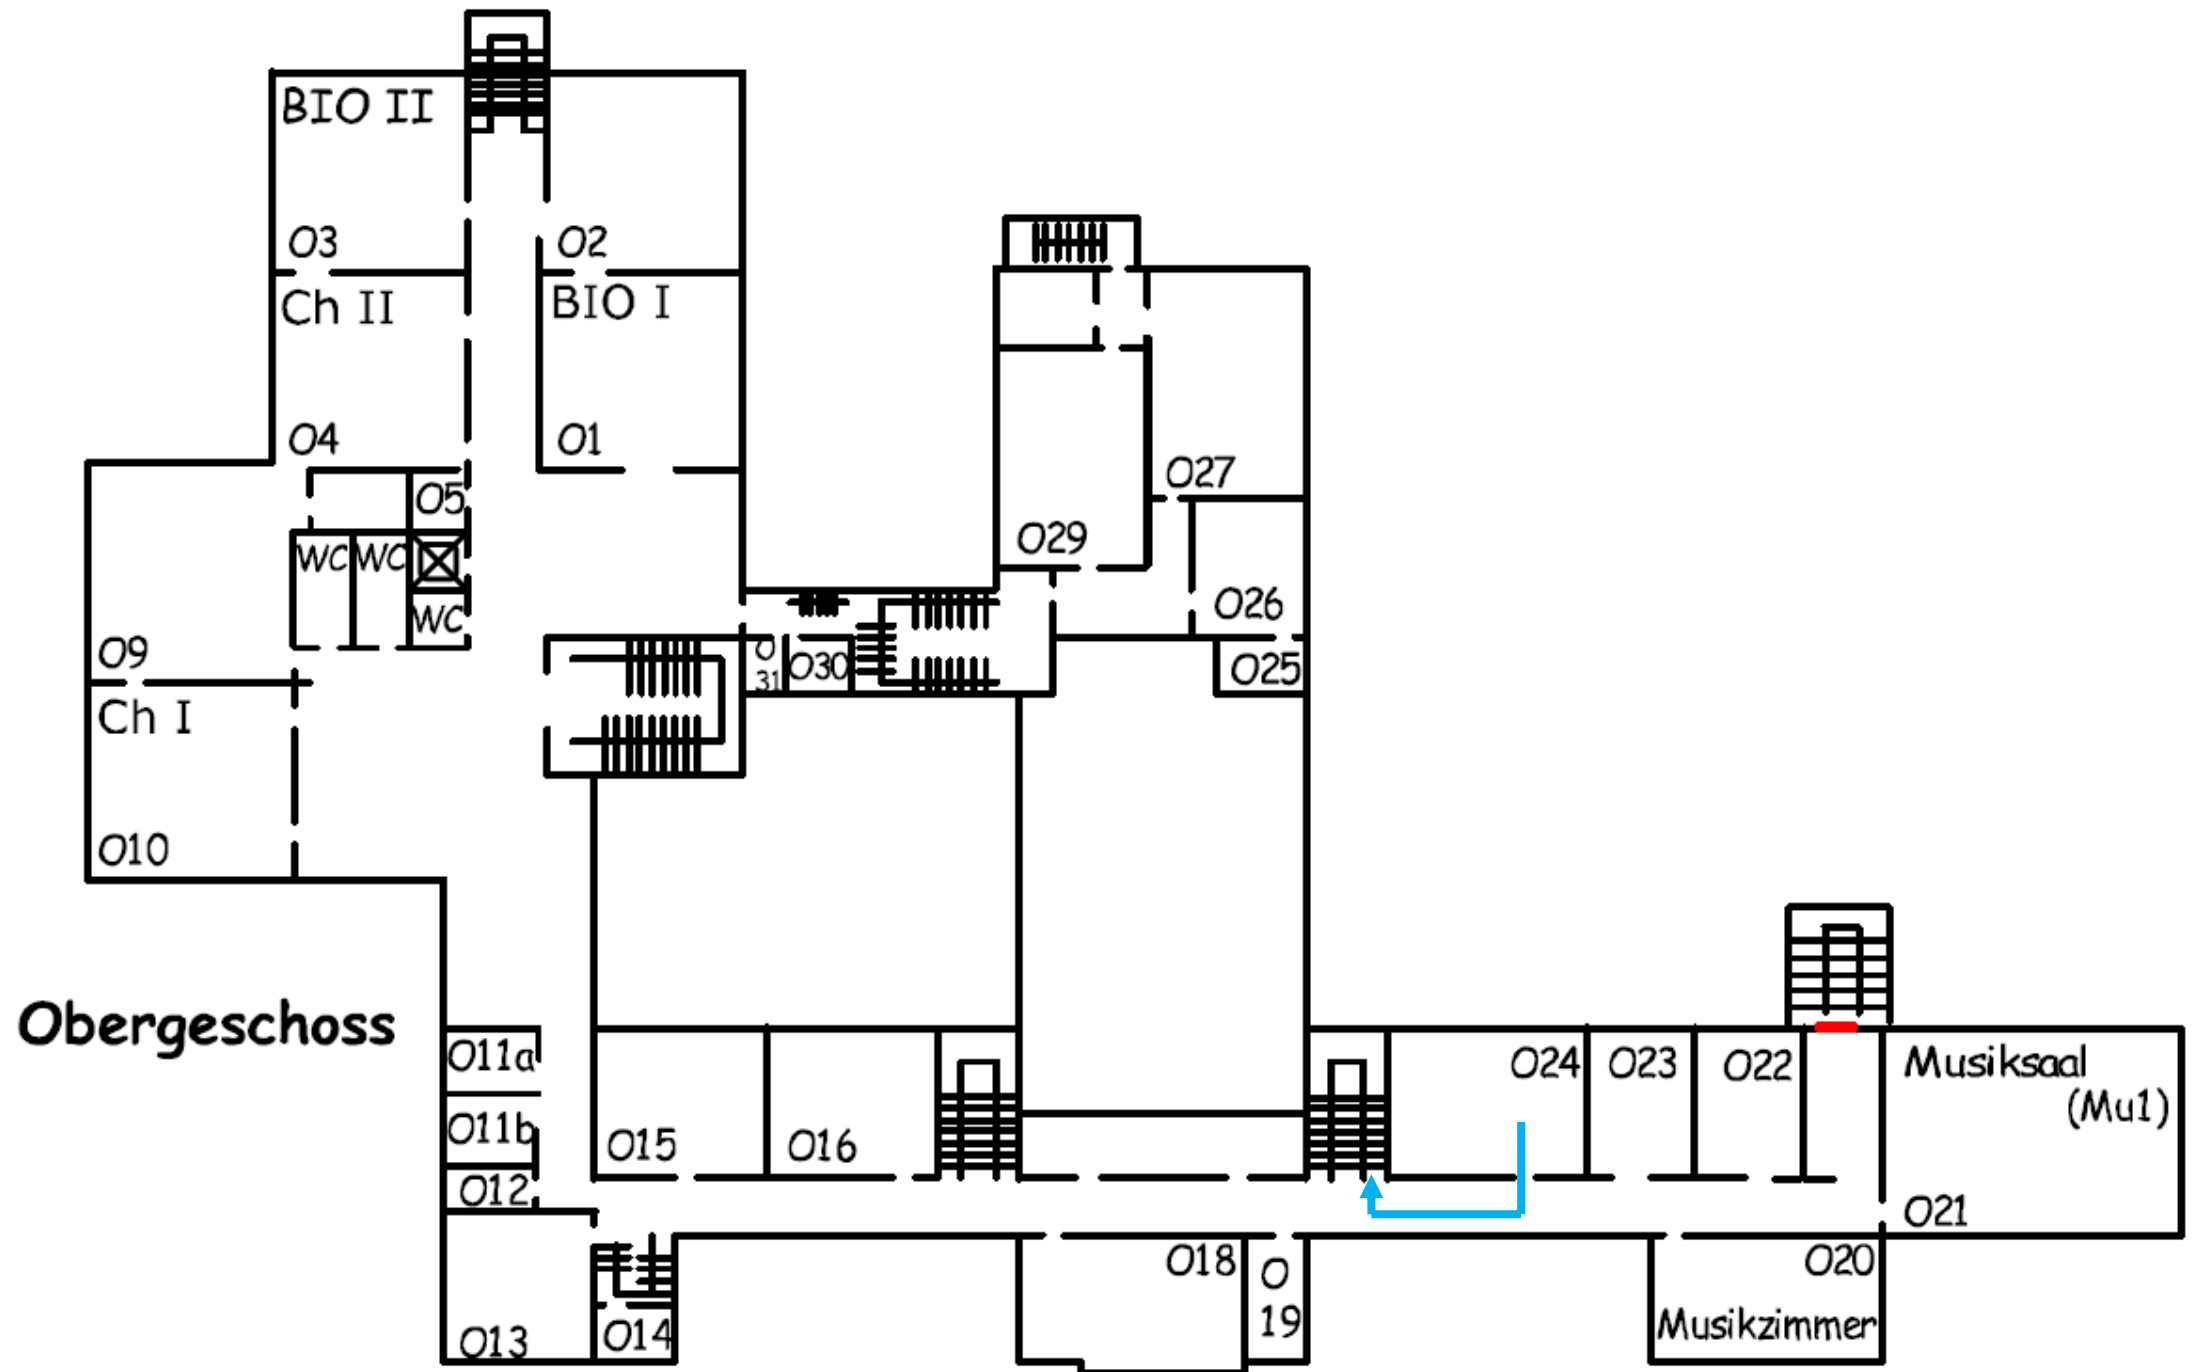 BIO II
O3
O2
Ch II
BIO I
O4
O1
O5
WC
WC
WC
O9
Ch I
O10
O27
O29
O26
O25
O
31
O30
Obergeschoss
O11a
O11b
O12
O13
O14
O15
O16
O18
O
19
O24
O23
O22
Musiksaal
(Mu1)
O21
O20
Musikzimmer